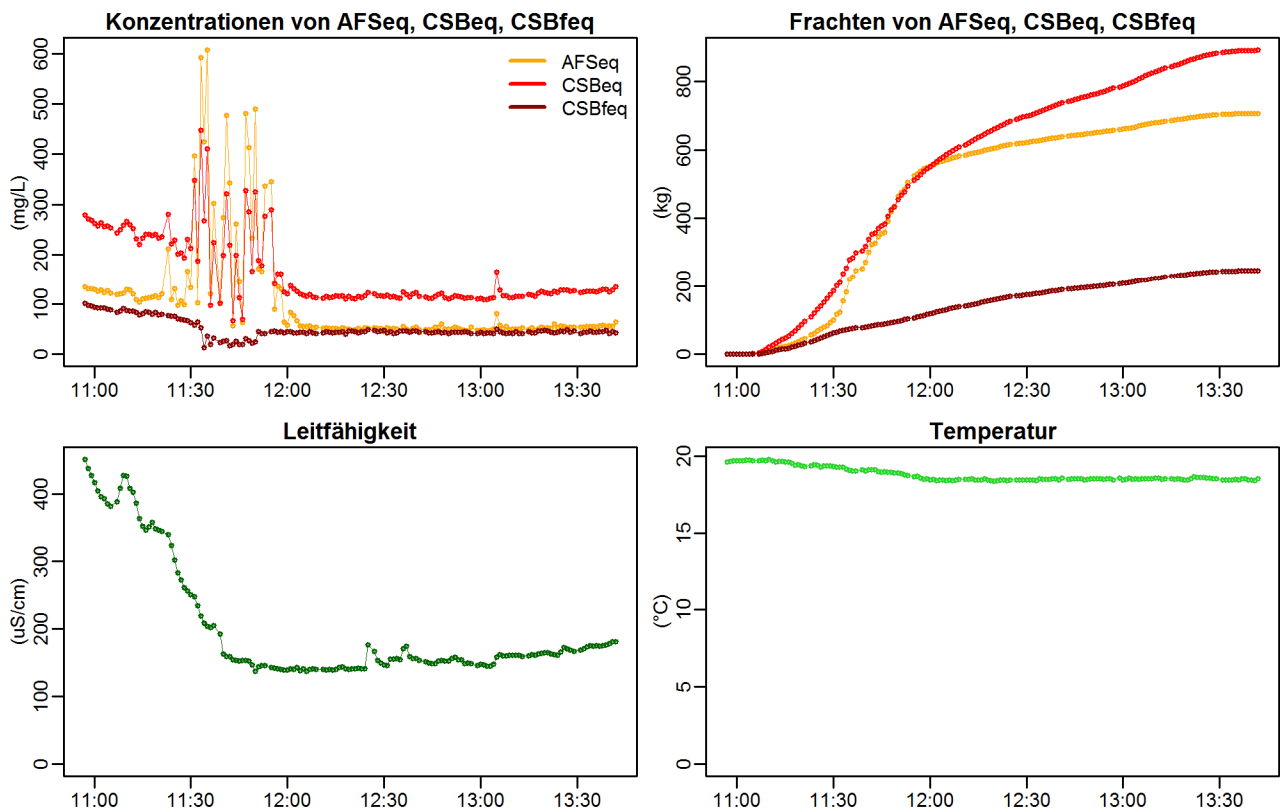 Konzentrationen von AFSeq, CSBeq, CSBfeq
(mg/L)
600
500
400
300
200
100
0
AFSeq
CSBeq
CSBfeq
11:00 11:30 12:00 12:30 13:00 13:30
Frachten von AFSeq, CSBeq, CSBfeq
(kg)
800
600
400
200
0
11:00 11:30 12:00 12:30 13:00 13:30
Leitfähigkeit
(uS/cm)
400
300
200
100
0
11:00 11:30 12:00 12:30 13:00 13:30
Temperatur
(°C)
20
15
10
5
0
11:00 11:30 12:00 12:30 13:00 13:30